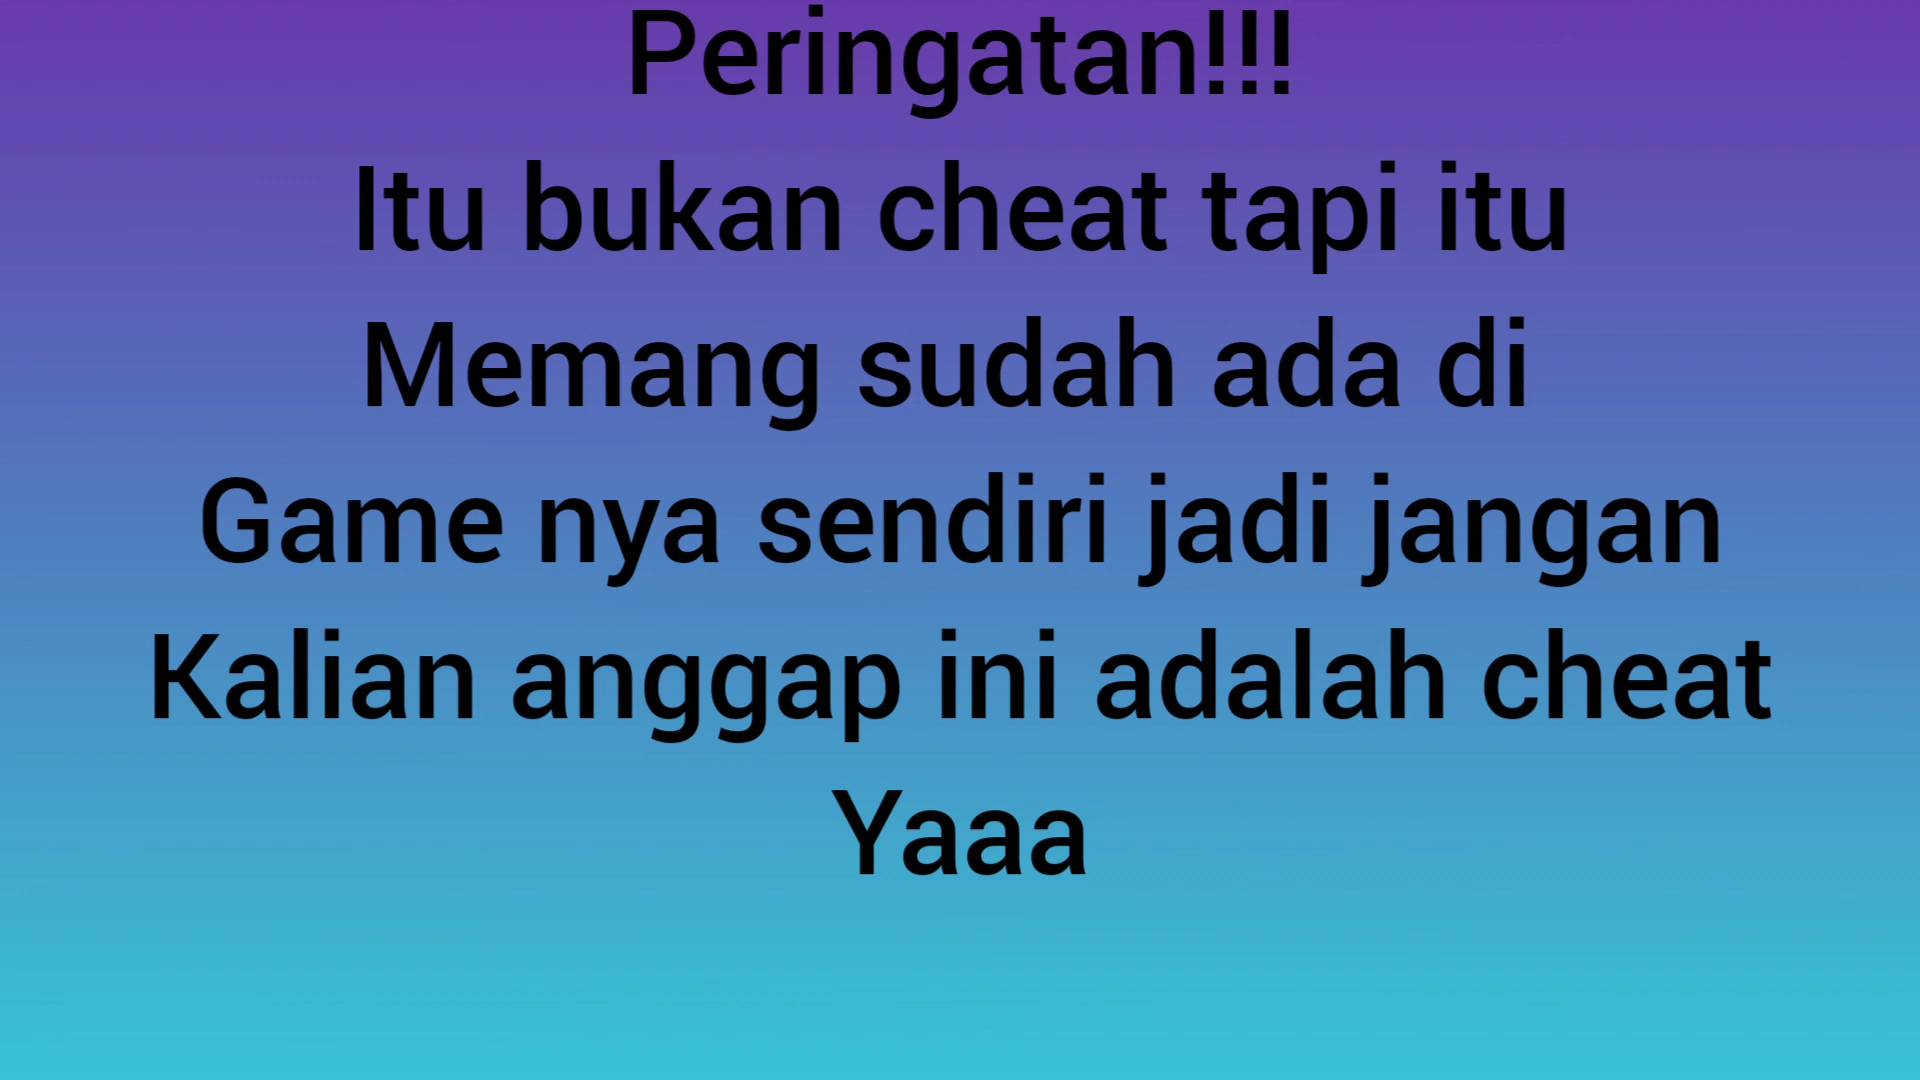 Peringatan!!!
Itu bukan cheat tapi itu
Memang sudah ada di
Game nya sendiri jadi jangan
Kalian anggap ini adalah cheat
Yaaa